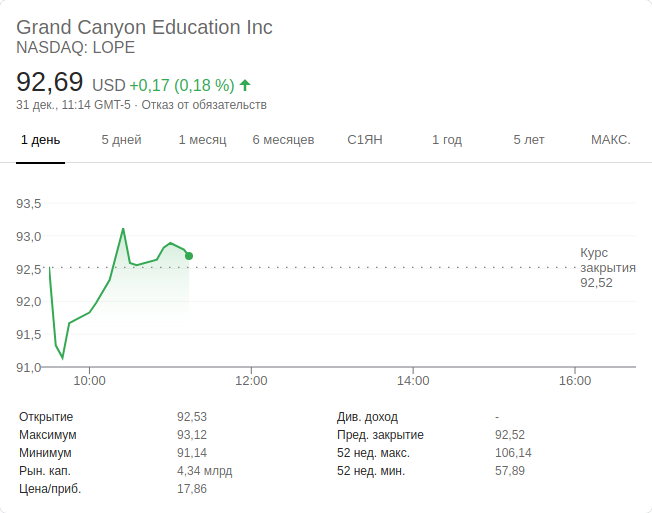 Grand Canyon Education Inc
NASDAQ: LOPE
92,69 USD +0,17 (0,18 %)
31 дек., 11:14 GMT-5 · Отказ от обязательств
1 день 5 дней 1 месяц 6 месяцев С1ЯН 1 год 5 лет МАКС.
93,5
93,0
92,5
92,0
91,5
91,0
Курс
закрытия
92,52
10:00 12:00 14:00 16:00
Открытие 92,53 Див. доход -
Максимум 93,12 Пред. закрытие 92,52
Минимум 91,14 52 нед. макс. 106,14
Рын. кап. 4,34 млрд 52 нед. мин. 57,89
Цена/приб. 17,86